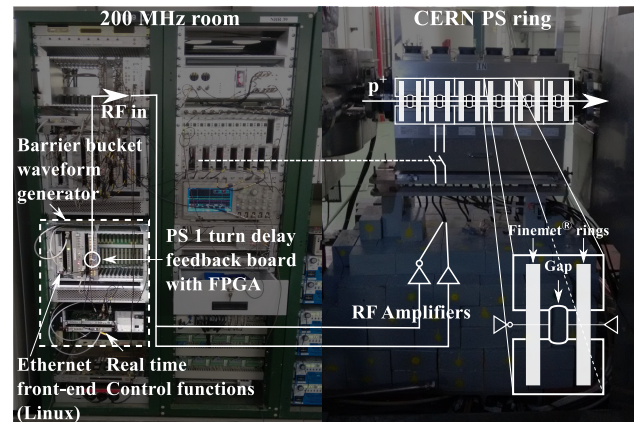 200 MHz room
CERN PS ring
p+
RF in
Barrier bucket
waveform
generator
PS 1 turn delay
feedback board
with FPGA
Finemet® rings
Gap
RF Amplifiers
Ethernet
front-end
(Linux)
Real time
Control functions